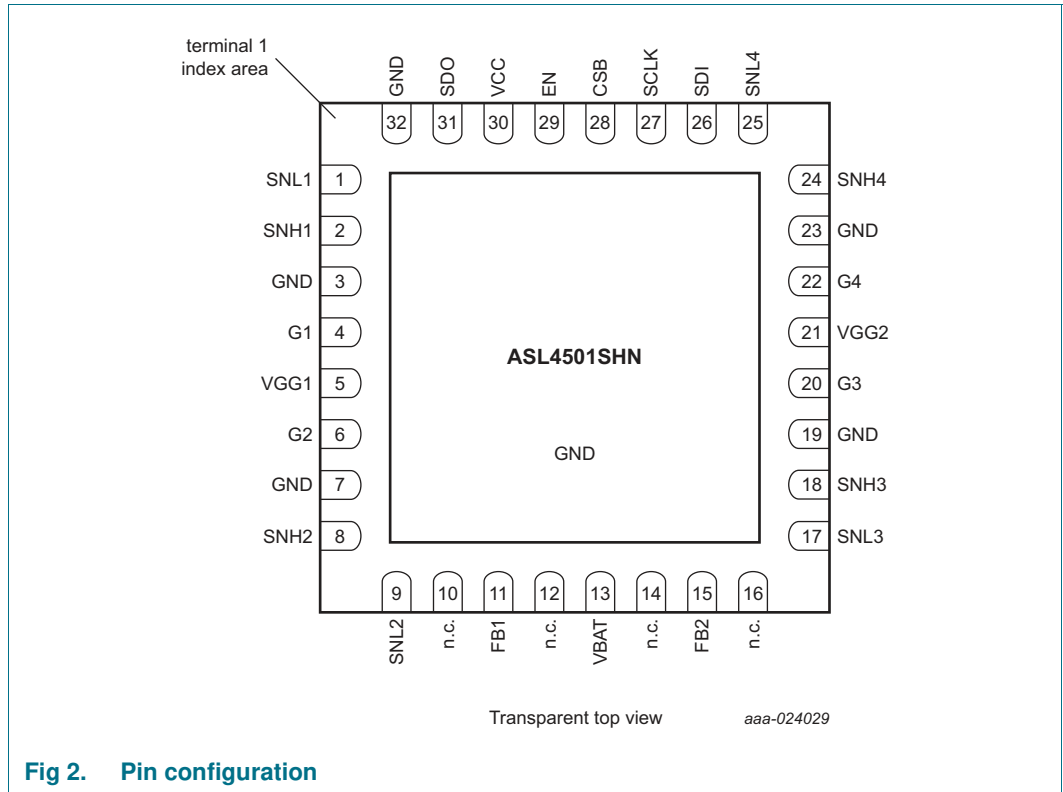 terminal 1
index area
GND
SDO
VCC
EN
CSB
SCLK
SDI
SNL4
32
31
30
29
28
27
26
25
SNL1 1
SNH1 2
GND 3
G1 4
VGG1 5
G2 6
GND 7
SNH2 8
24 SNH4
23 GND
22 G4
21 VGG2
20 G3
19 GND
18 SNH3
17 SNL3
ASL4501SHN
GND
9
10
11
12
13
14
15
16
SNL2
n.c.
FB1
n.c.
VBAT
n.c.
FB2
n.c.
Transparent top view
aaa-024029
Fig 2. Pin configuration